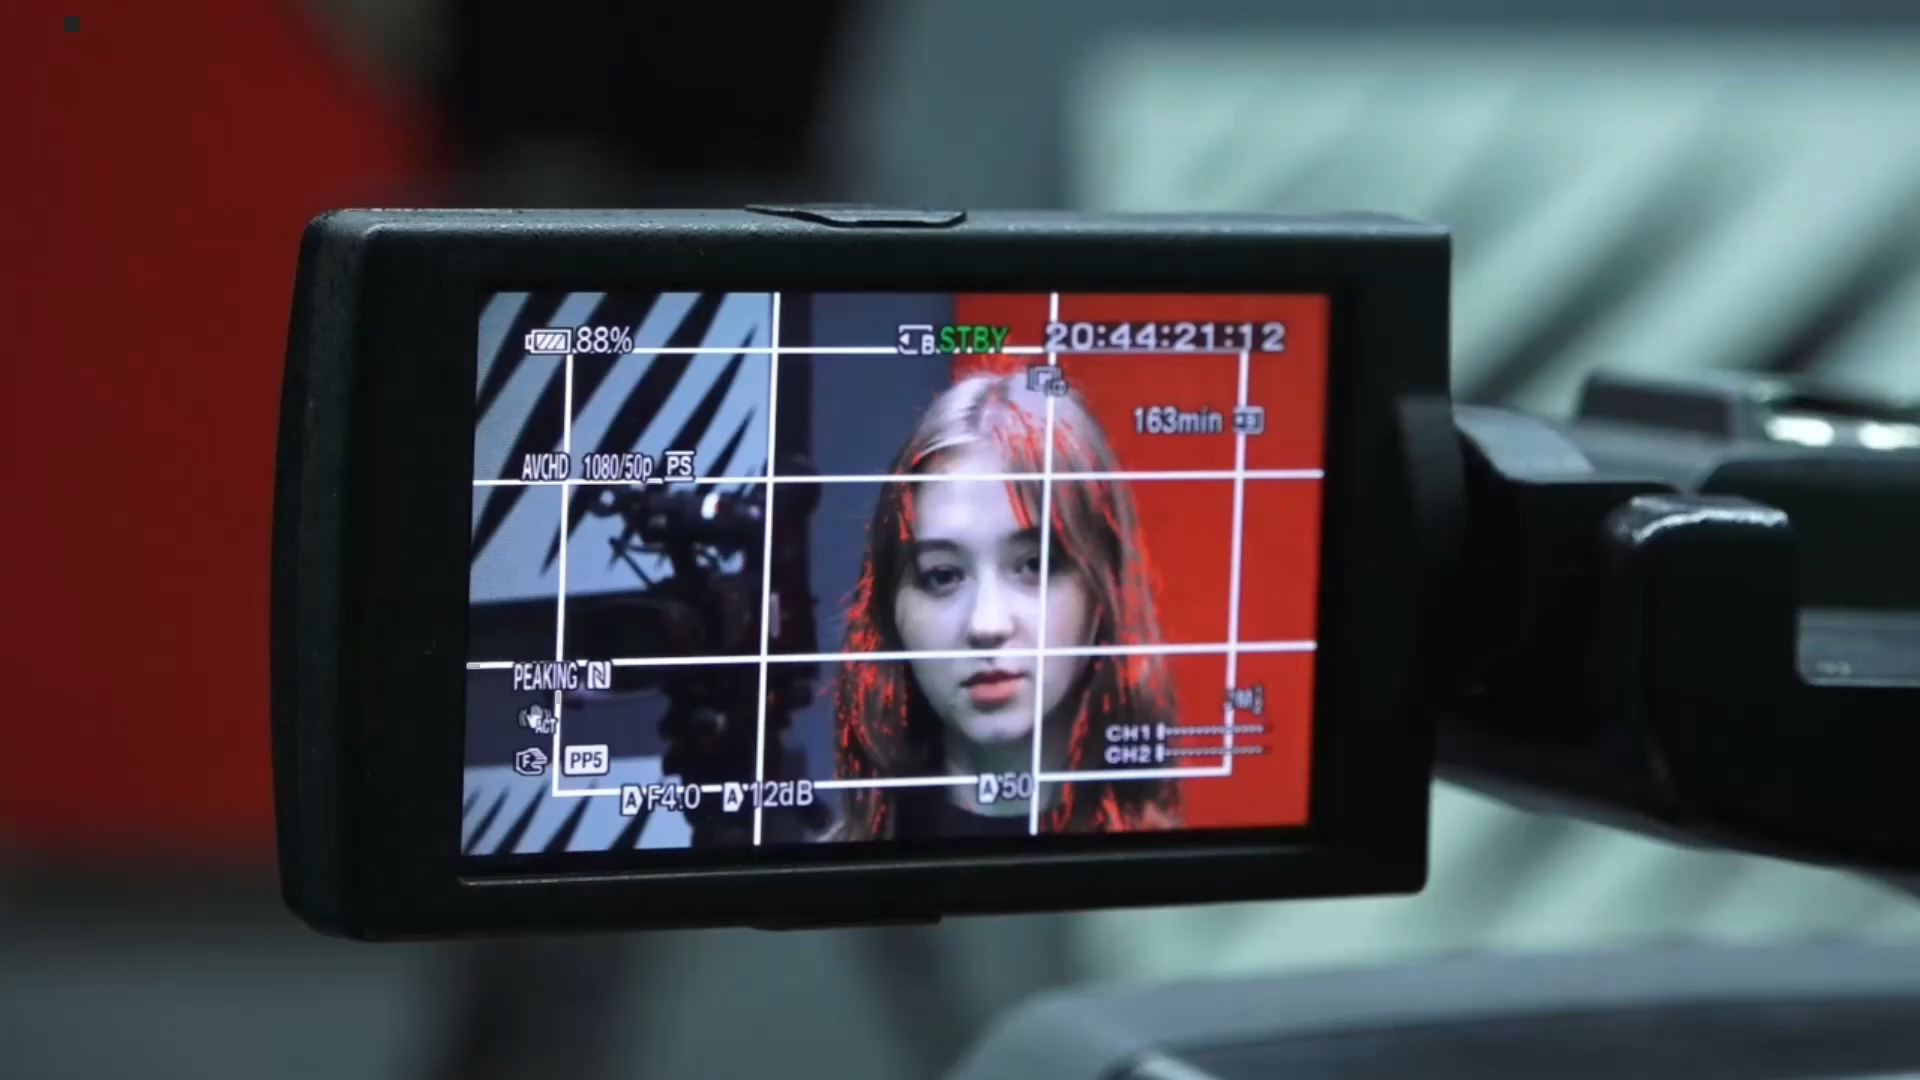 88% B STBY 20:44:21:12
163min
AVCHD 1080/50p PS
PEAKING N
ACT
CH1
F PP5 CH2
A F4.0 A 12dB A 50